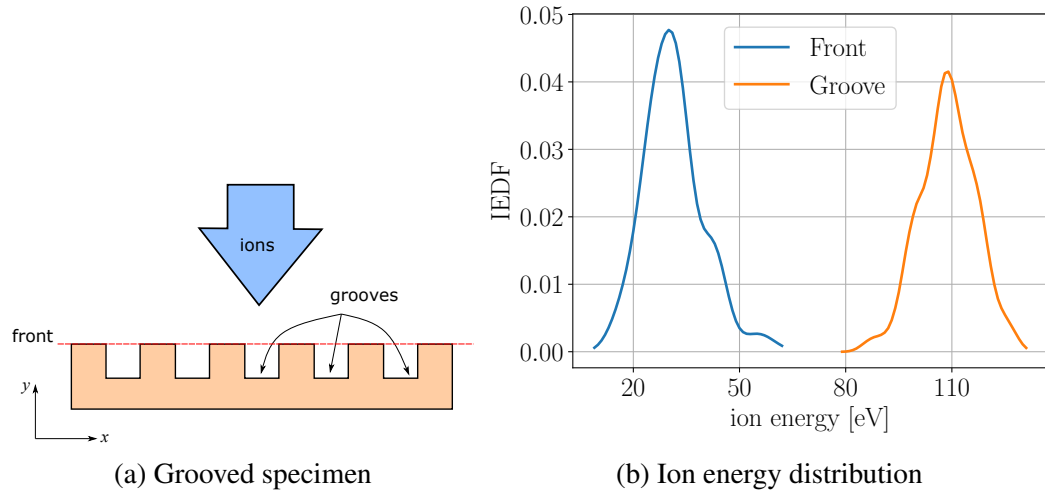 ions
grooves
front
y
x
(a) Grooved specimen
0.05
0.04
0.03
0.02
0.01
0.00
IEDF
Front
Groove
20 50 80 110
ion energy [eV]
(b) Ion energy distribution